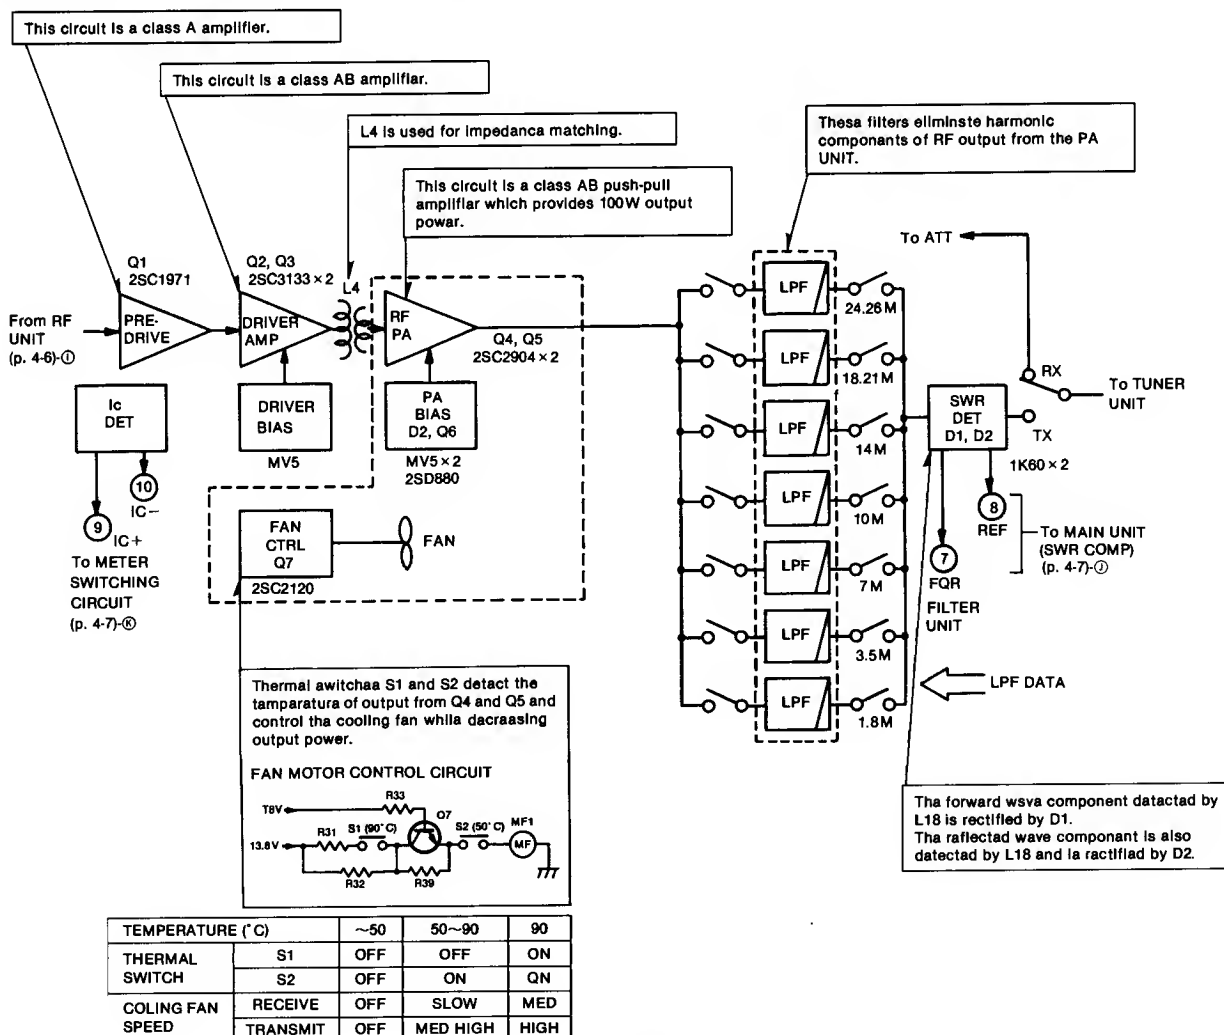 This circuit is a class A amplifier.
This circuit is a class AB amplifiar.
L4 is used for impedanca matching.
This circuit is a class AB push-pull
amplifiar which provides 100W output
powar.
Thesa filters eliminste harmonic
components of RF output from the PA
UNIT.
Q1
2SC1971
Q2, Q3
2SC3133×2
L4
From RF
UNIT
(p. 4-6)-Ⓘ
PRE-
DRIVE
DRIVER
AMP
RF
PA
Q4, Q5
2SC2904×2
Ic
DET
DRIVER
BIAS
MV5
PA
BIAS
D2, Q6
MV5×2
2SD880
⑩
IC−
⑨
IC+
To METER
SWITCHING
CIRCUIT
(p. 4-7)-Ⓚ
FAN
CTRL
Q7
2SC2120
FAN
LPF
24.26M
LPF
18.21M
LPF
14M
LPF
10M
LPF
7M
LPF
3.5M
LPF
1.8M
To ATT
RX
To TUNER
UNIT
TX
SWR
DET
D1, D2
1K60×2
⑧
REF
⑦
FQR
To MAIN UNIT
(SWR COMP)
(p. 4-7)-Ⓙ
FILTER
UNIT
LPF DATA
Thermal awitchaa S1 and S2 detact the
tamparatura of output from Q4 and Q5 and
control tha cooling fan whila dacraasing
output power.
FAN MOTOR CONTROL CIRCUIT
T8V
R33
Q7
13.8V
R31
S1 (90°C)
S2 (50°C)
MF1
MF
R32
R39
Tha forward wsva component datactad by
L18 is rectified by D1.
Tha raflectad wave componant is also
datectad by L18 and ia ractifiad by D2.
TEMPERATURE (°C) ~50 50~90 90
THERMAL
SWITCH
S1 OFF OFF ON
S2 OFF ON QN
COLING FAN
SPEED
RECEIVE OFF SLOW MED
TRANSMIT OFF MED HIGH HIGH